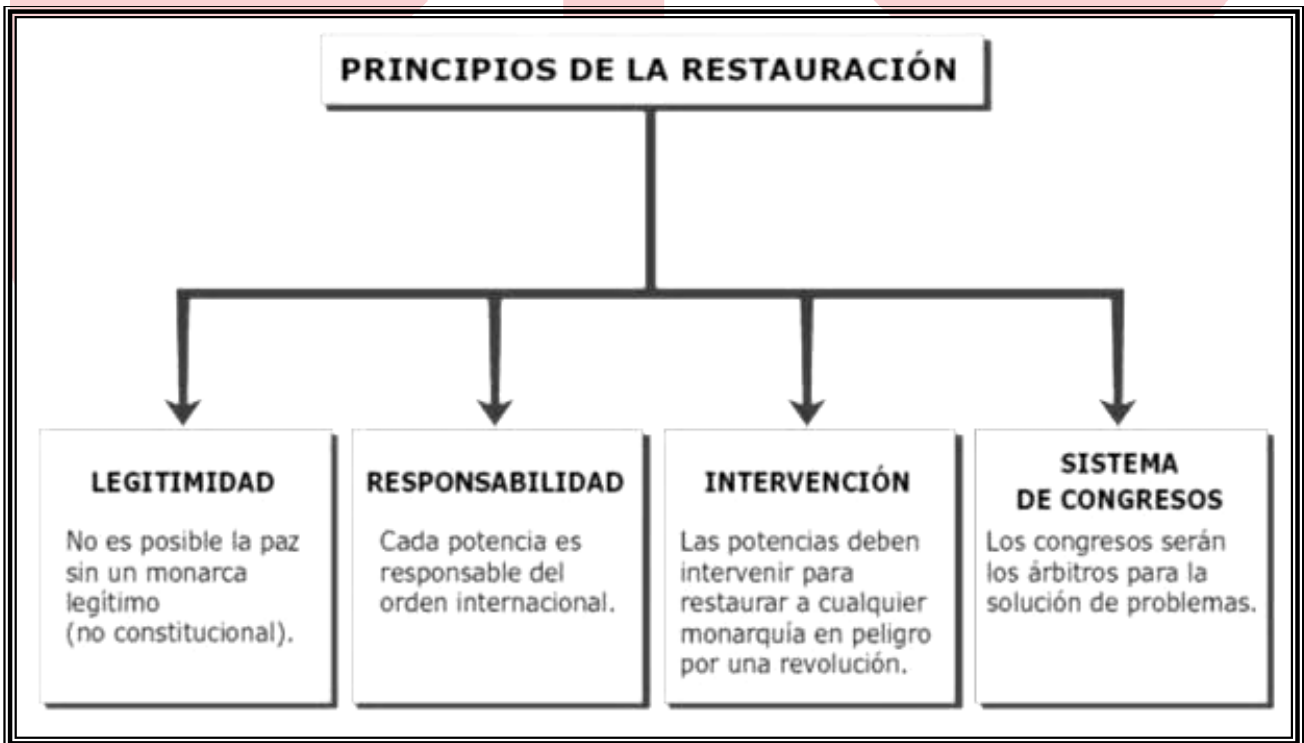 PRINCIPIOS DE LA RESTAURACIÓN
LEGITIMIDAD
No es posible la paz
sin un monarca
legítimo
(no constitucional).
RESPONSABILIDAD
Cada potencia es
responsable del
orden internacional.
INTERVENCIÓN
Las potencias deben
intervenir para
restaurar a cualquier
monarquía en peligro
por una revolución.
SISTEMA
DE CONGRESOS
Los congresos serán
los árbitros para la
solución de problemas.